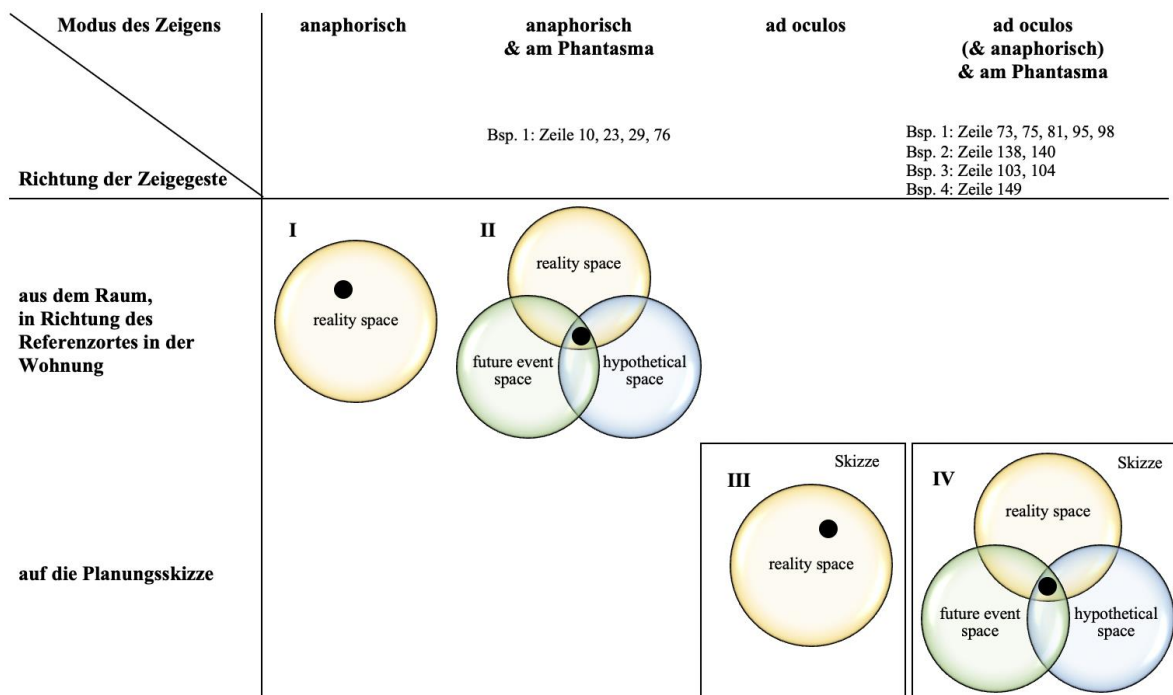 Modus des Zeigens
anaphorisch
anaphorisch
& am Phantasma
ad oculos
ad oculos
(& anaphorisch)
& am Phantasma
Bsp. 1: Zeile 10, 23, 29, 76
Bsp. 1: Zeile 73, 75, 81, 95, 98
Bsp. 2: Zeile 138, 140
Bsp. 3: Zeile 103, 104
Bsp. 4: Zeile 149
Richtung der Zeigegeste
aus dem Raum,
in Richtung des
Referenzortes in der
Wohnung
I
reality space
II
reality space
future event
space
hypothetical
space
auf die Planungsskizze
Skizze
III
reality space
Skizze
IV
reality space
future event
space
hypothetical
space